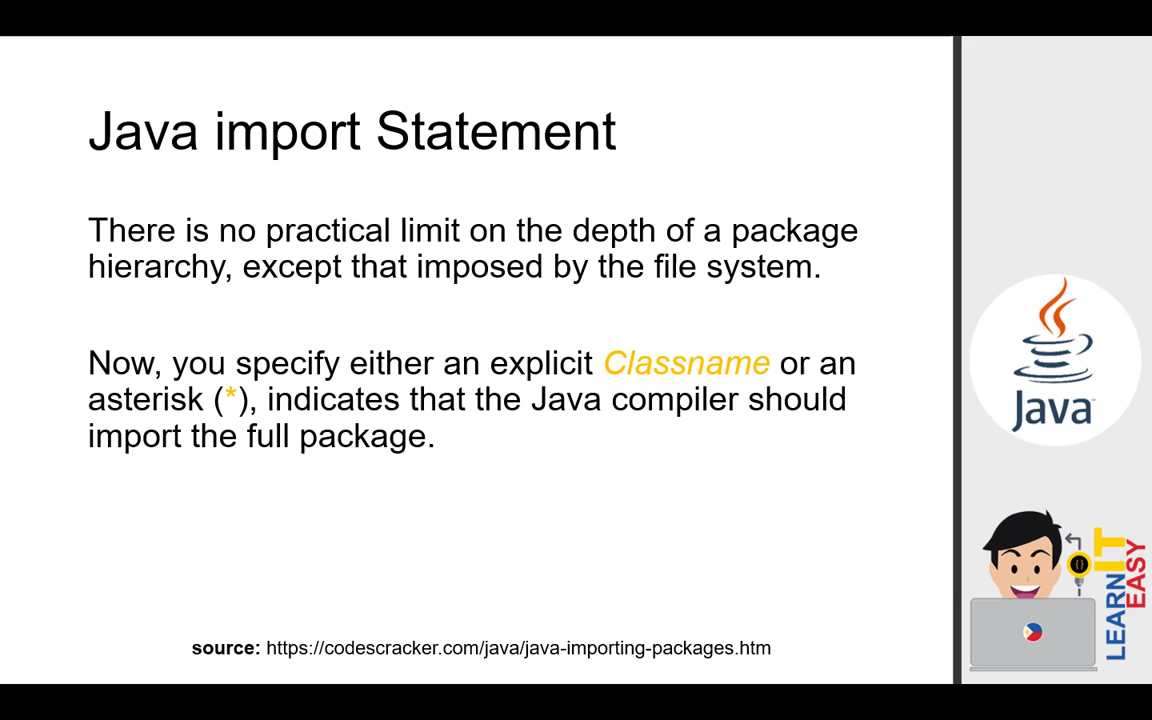 Java import Statement
There is no practical limit on the depth of a package
hierarchy, except that imposed by the file system.
Now, you specify either an explicit Classname or an
asterisk (*), indicates that the Java compiler should
import the full package.
source: https://codescracker.com/java/java-importing-packages.htm
Java™
LEARN IT
EASY